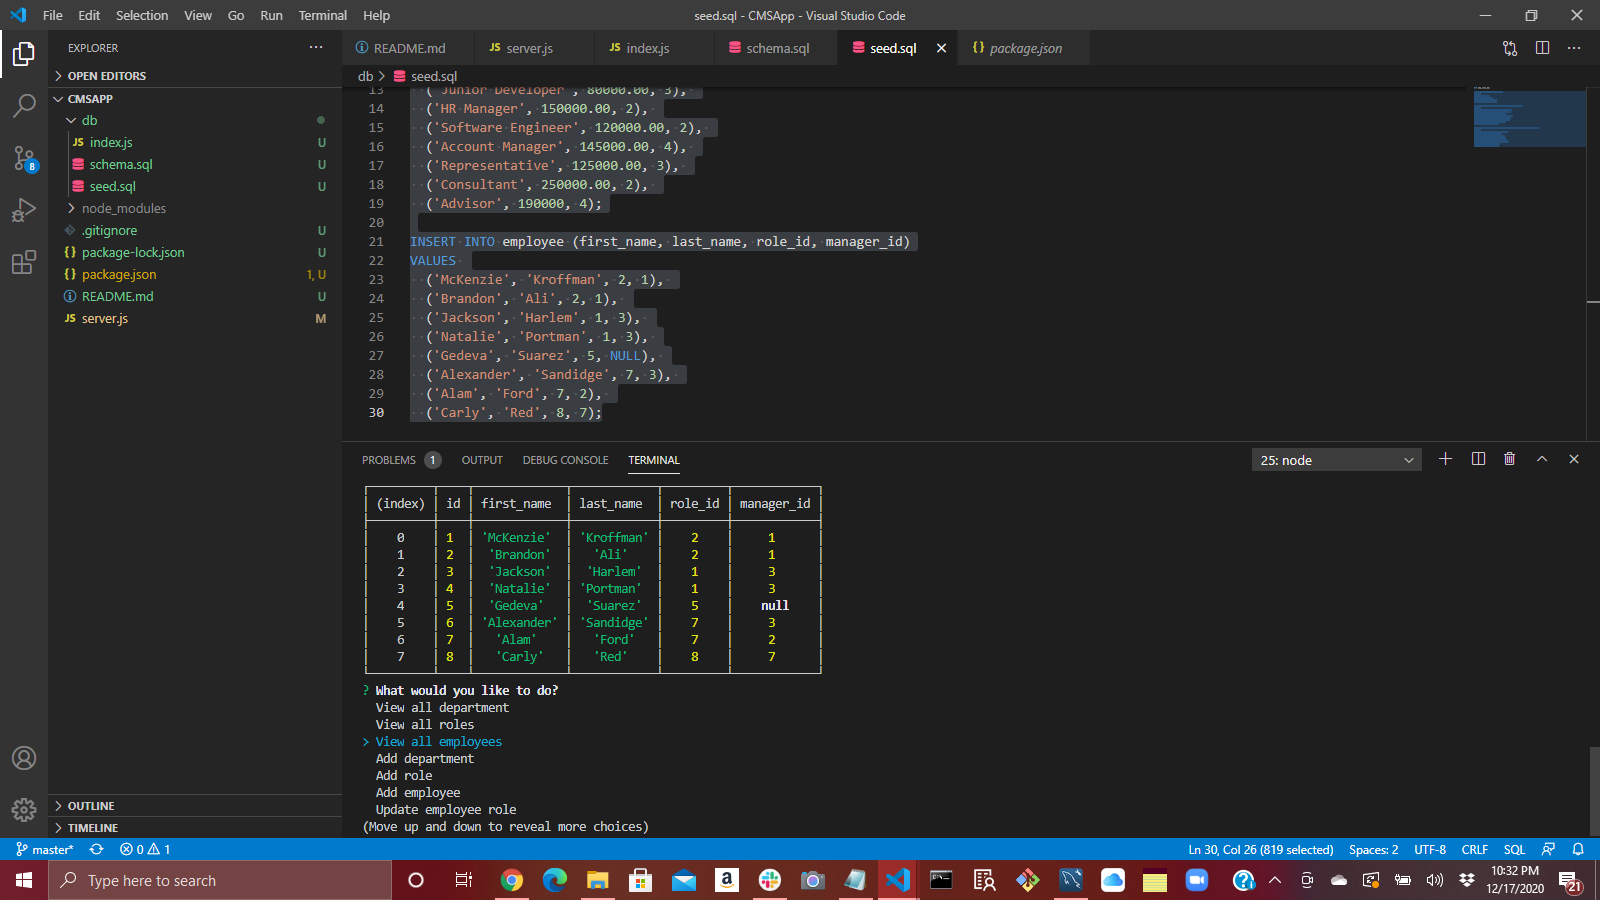 File Edit Selection View Go Run Terminal Help seed.sql - CMSApp - Visual Studio Code
EXPLORER
OPEN EDITORS
CMSAPP
db
JS index.js U
schema.sql U
seed.sql U
node_modules
.gitignore U
{} package-lock.json U
{} package.json 1, U
README.md U
JS server.js M
OUTLINE
TIMELINE
8
README.md JS server.js JS index.js schema.sql seed.sql {} package.json
db > seed.sql
13 ('Junior Developer', 80000.00, 3),
14 ('HR Manager', 150000.00, 2),
15 ('Software Engineer', 120000.00, 2),
16 ('Account Manager', 145000.00, 4),
17 ('Representative', 125000.00, 3),
18 ('Consultant', 250000.00, 2),
19 ('Advisor', 190000, 4);
20
21 INSERT INTO employee (first_name, last_name, role_id, manager_id)
22 VALUES
23 ('McKenzie', 'Kroffman', 2, 1),
24 ('Brandon', 'Ali', 2, 1),
25 ('Jackson', 'Harlem', 1, 3),
26 ('Natalie', 'Portman', 1, 3),
27 ('Gedeva', 'Suarez', 5, NULL),
28 ('Alexander', 'Sandidge', 7, 3),
29 ('Alam', 'Ford', 7, 2),
30 ('Carly', 'Red', 8, 7);
PROBLEMS 1 OUTPUT DEBUG CONSOLE TERMINAL 25: node
(index) id first_name last_name role_id manager_id
0 1 'McKenzie' 'Kroffman' 2 1
1 2 'Brandon' 'Ali' 2 1
2 3 'Jackson' 'Harlem' 1 3
3 4 'Natalie' 'Portman' 1 3
4 5 'Gedeva' 'Suarez' 5 null
5 6 'Alexander' 'Sandidge' 7 3
6 7 'Alam' 'Ford' 7 2
7 8 'Carly' 'Red' 8 7
? What would you like to do?
View all department
View all roles
> View all employees
Add department
Add role
Add employee
Update employee role
(Move up and down to reveal more choices)
master* 0 1 Ln 30, Col 26 (819 selected) Spaces: 2 UTF-8 CRLF SQL
Type here to search
10:32 PM
12/17/2020
21